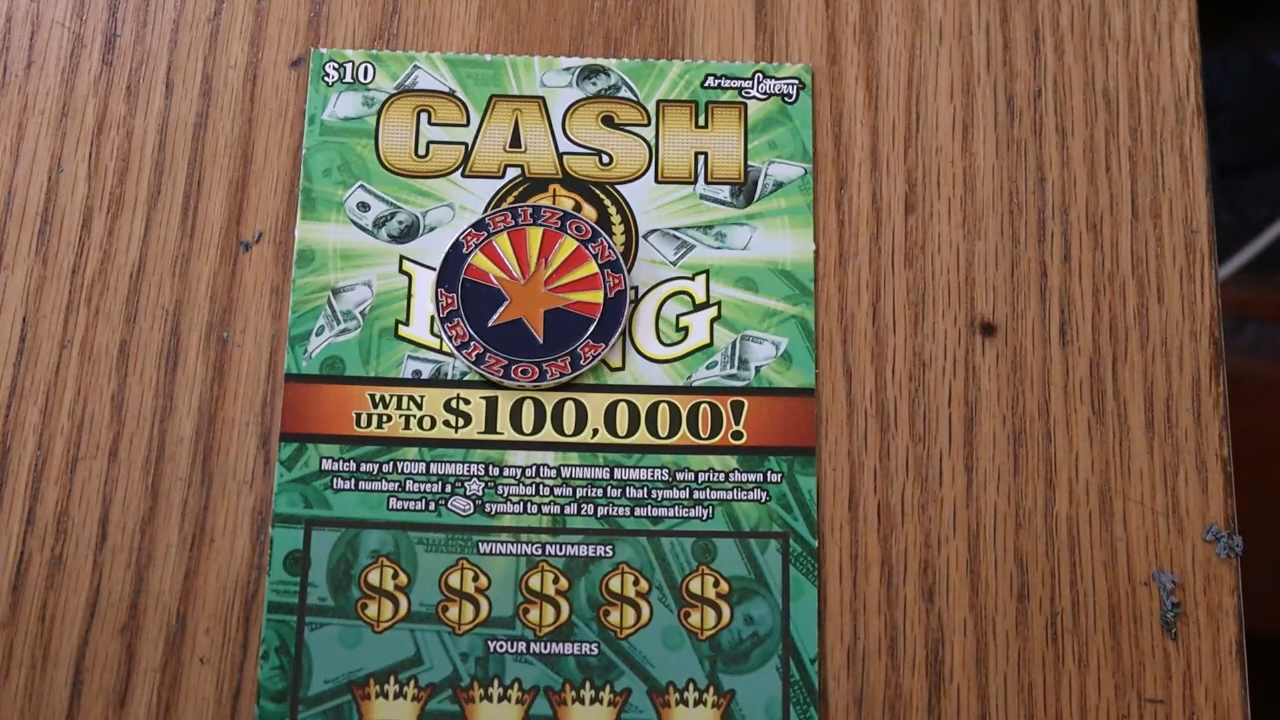 $10
Arizona Lottery
CASH
ARIZONA
ARIZONA
WIN
UP TO $100,000!
Match any of YOUR NUMBERS to any of the WINNING NUMBERS, win prize shown for
that number. Reveal a " " symbol to win prize for that symbol automatically.
Reveal a " " symbol to win all 20 prizes automatically!
WINNING NUMBERS
$ $ $ $ $
YOUR NUMBERS